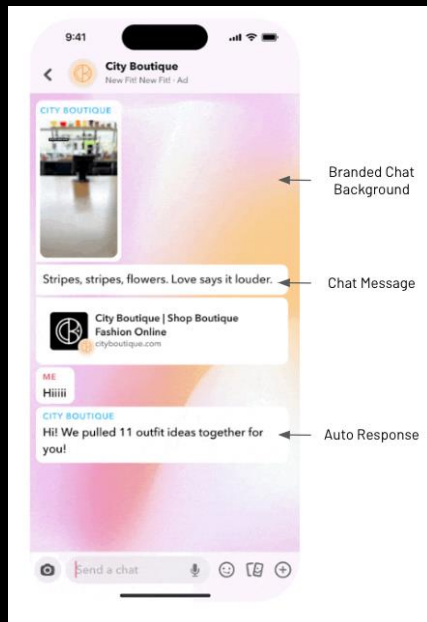 9:41
City Boutique
New Fit! New Fit! · Ad
CITY BOUTIQUE
Branded Chat
Background
Stripes, stripes, flowers. Love says it louder.
Chat Message
City Boutique | Shop Boutique
Fashion Online
cityboutique.com
ME
Hiiiii
CITY BOUTIQUE
Hi! We pulled 11 outfit ideas together for
you!
Auto Response
Send a chat